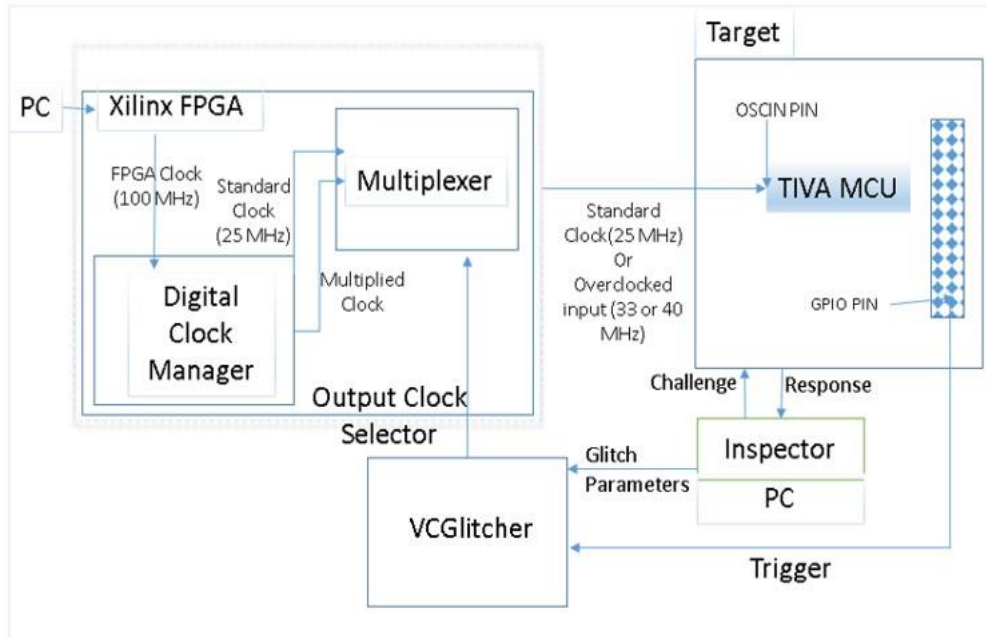 Target
PC
Xilinx FPGA
OSCIN PIN
FPGA Clock
(100 MHz)
Standard
Clock
(25 MHz)
Multiplexer
TIVA MCU
Standard
Clock(25 MHz)
Or
Overclocked
input (33 or 40
MHz)
Multiplied
Clock
Digital
Clock
Manager
GPIO PIN
Output Clock
Selector
Challenge
Response
Glitch
Parameters
Inspector
PC
VCGlitcher
Trigger